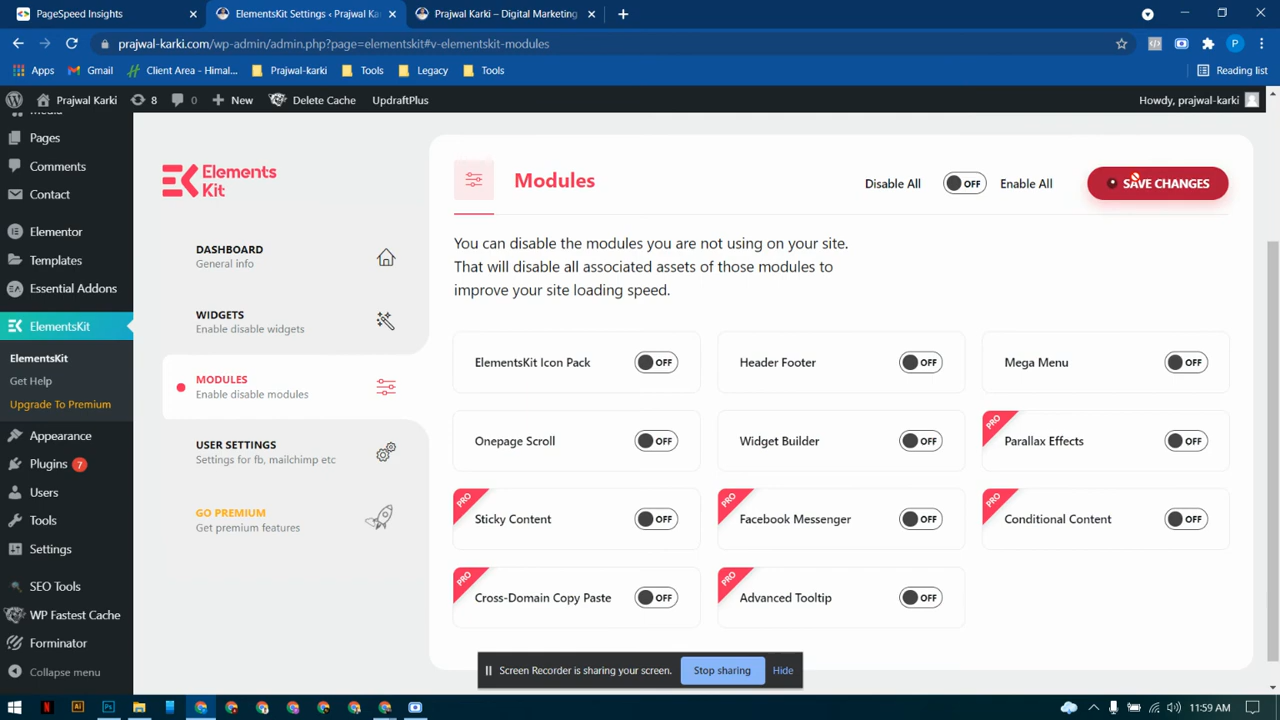 PageSpeed Insights
ElementsKit Settings ‹ Prajwal Ka
Prajwal Karki – Digital Marketing
prajwal-karki.com/wp-admin/admin.php?page=elementskit#v-elementskit-modules
P
Apps
Gmail
Client Area - Himal...
Prajwal-karki
Tools
Legacy
Tools
Reading list
Prajwal Karki
8
0
New
Delete Cache
UpdraftPlus
Howdy, prajwal-karki
Pages
Comments
Contact
Elementor
Templates
Essential Addons
ElementsKit
ElementsKit
Get Help
Upgrade To Premium
Appearance
Plugins 7
Users
Tools
Settings
SEO Tools
WP Fastest Cache
Forminator
Collapse menu
Elements
Kit
DASHBOARD
General info
WIDGETS
Enable disable widgets
MODULES
Enable disable modules
USER SETTINGS
Settings for fb, mailchimp etc
GO PREMIUM
Get premium features
Modules
Disable All
OFF
Enable All
SAVE CHANGES
You can disable the modules you are not using on your site.
That will disable all associated assets of those modules to
improve your site loading speed.
ElementsKit Icon Pack OFF
Header Footer OFF
Mega Menu OFF
Onepage Scroll OFF
Widget Builder OFF
PRO
Parallax Effects OFF
PRO
Sticky Content OFF
PRO
Facebook Messenger OFF
PRO
Conditional Content OFF
PRO
Cross-Domain Copy Paste OFF
PRO
Advanced Tooltip OFF
Screen Recorder is sharing your screen.
Stop sharing
Hide
N
Ai
Ps
11:59 AM